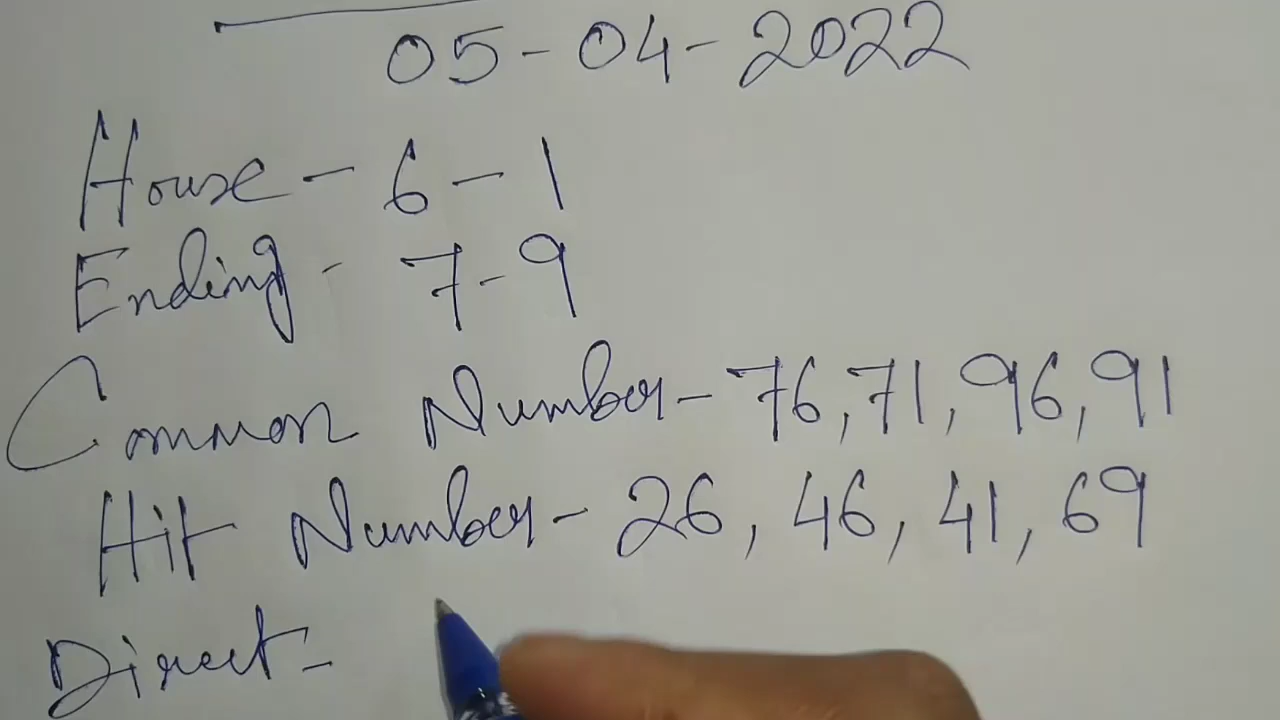 05-04-2022
House - 6 - 1
Ending - 7-9
Common Number - 76, 71, 96, 91
Hit Number - 26, 46, 41, 69
Direct -